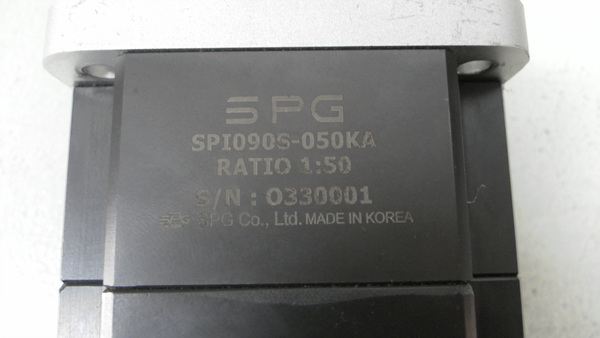 SPG
SPI090S-050KA
RATIO 1:50
S/N : O330001
SPG Co., Ltd. MADE IN KOREA